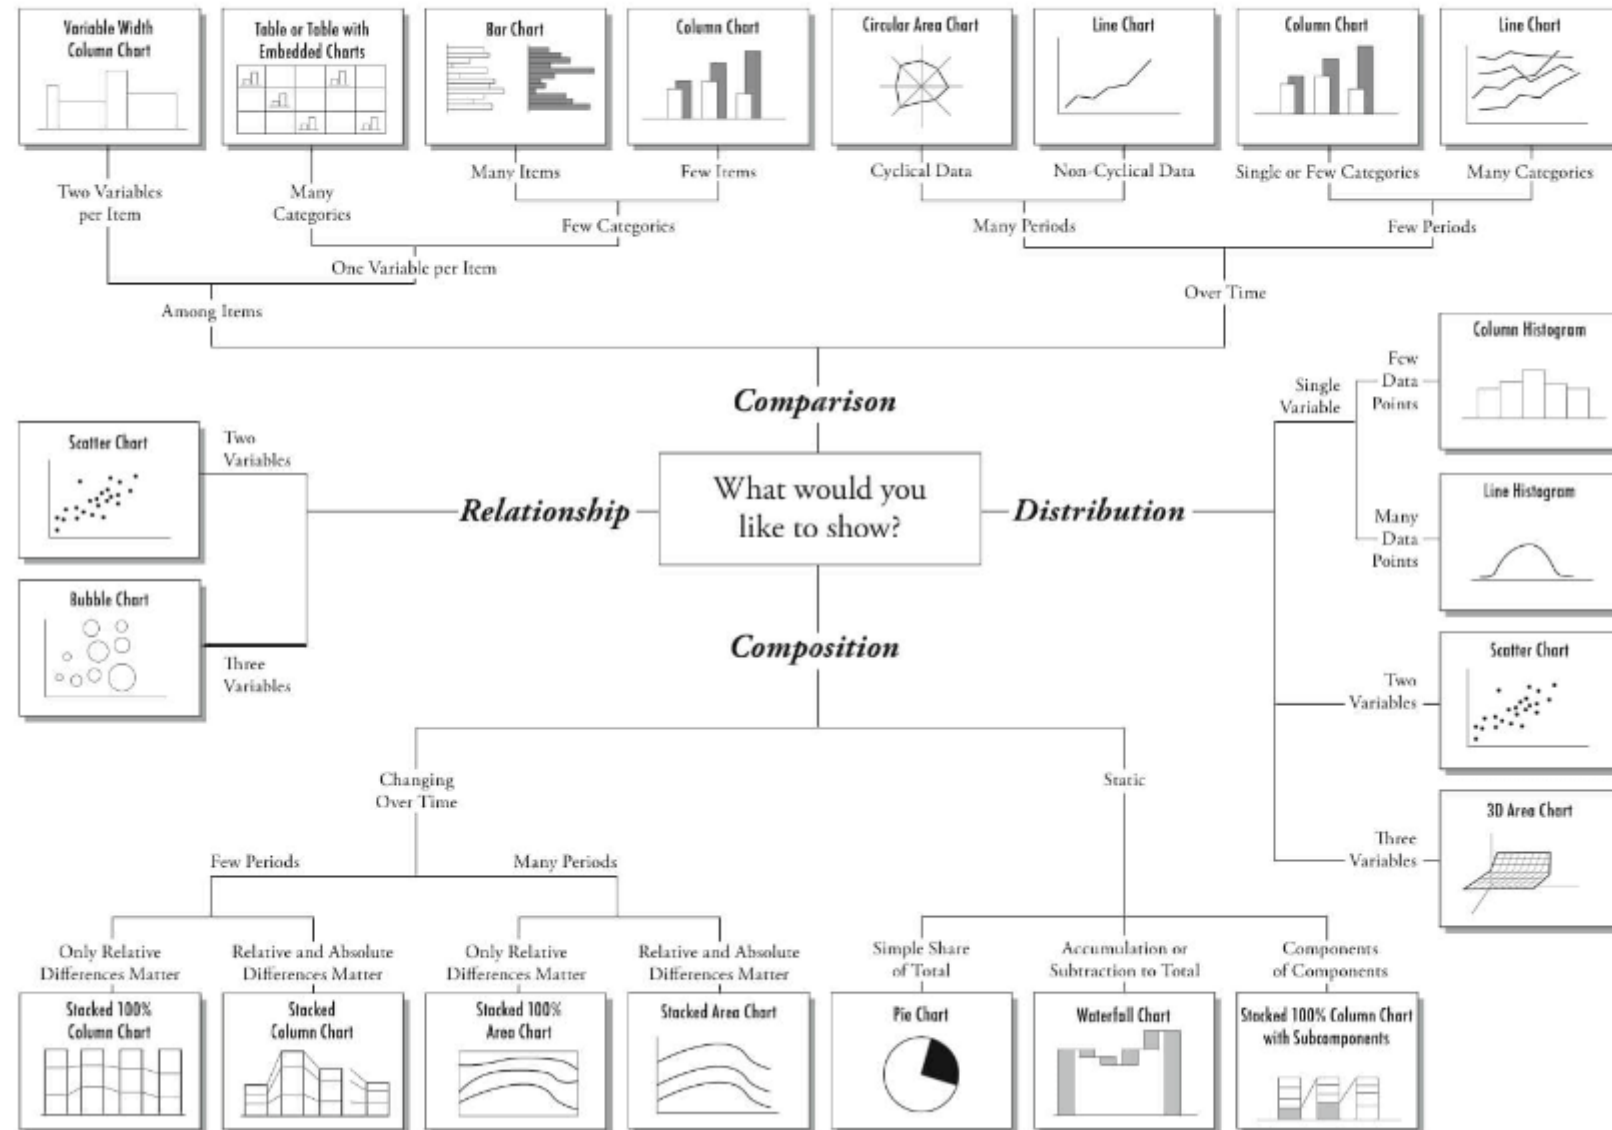 Variable Width
Column Chart
Table or Table with
Embedded Charts
Bar Chart
Column Chart
Circular Area Chart
Line Chart
Column Chart
Line Chart
Two Variables
per Item
Many
Categories
Many Items
Few Items
Cyclical Data
Non-Cyclical Data
Single or Few Categories
Many Categories
Few Categories
Many Periods
Few Periods
One Variable per Item
Among Items
Over Time
Comparison
What would you
like to show?
Relationship
Two
Variables
Scatter Chart
Three
Variables
Bubble Chart
Distribution
Single
Variable
Few
Data
Points
Column Histogram
Many
Data
Points
Line Histogram
Two
Variables
Scatter Chart
Three
Variables
3D Area Chart
Composition
Changing
Over Time
Static
Few Periods
Many Periods
Only Relative
Differences Matter
Relative and Absolute
Differences Matter
Only Relative
Differences Matter
Relative and Absolute
Differences Matter
Simple Share
of Total
Accumulation or
Subtraction to Total
Components
of Components
Stacked 100%
Column Chart
Stacked
Column Chart
Stacked 100%
Area Chart
Stacked Area Chart
Pie Chart
Waterfall Chart
Stacked 100% Column Chart
with Subcomponents